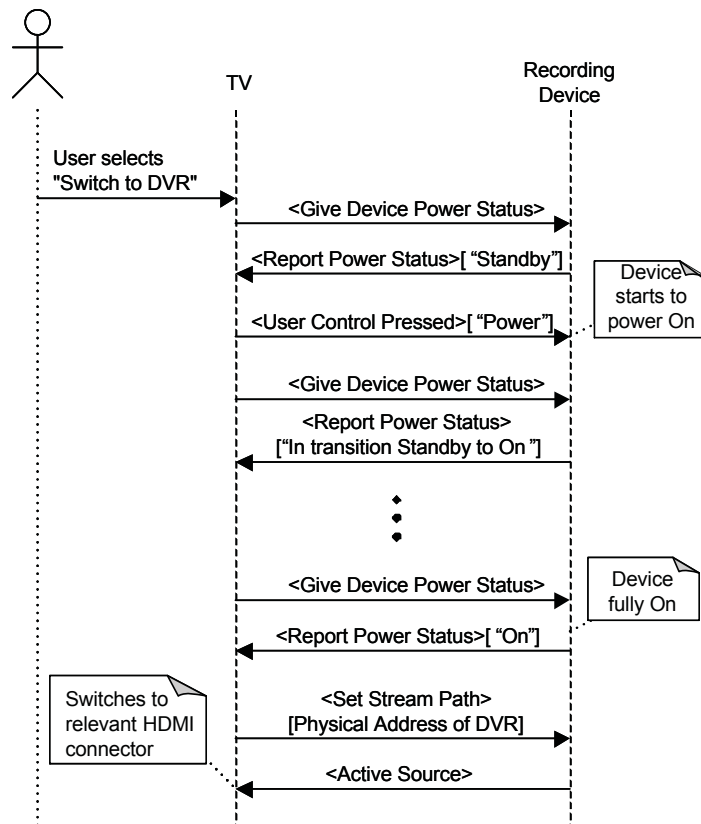 TV
Recording
Device
User selects
"Switch to DVR"
<Give Device Power Status>
<Report Power Status>[ “Standby”]
Device
starts to
power On
<User Control Pressed>[ “Power”]
<Give Device Power Status>
<Report Power Status>
[“In transition Standby to On ”]
<Give Device Power Status>
Device
fully On
<Report Power Status>[ “On”]
Switches to
relevant HDMI
connector
<Set Stream Path>
[Physical Address of DVR]
<Active Source>